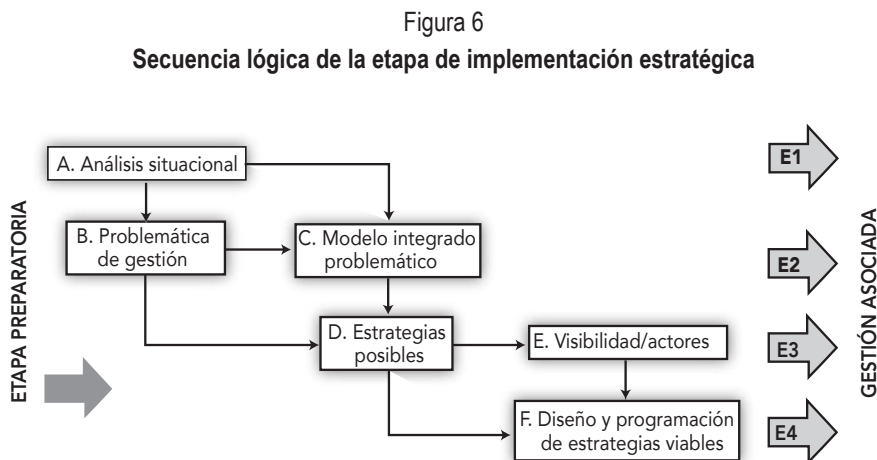 Figura 6
Secuencia lógica de la etapa de implementación estratégica
A. Análisis situacional
B. Problemática
de gestión
C. Modelo integrado
problemático
D. Estrategias
posibles
E. Visibilidad/actores
F. Diseño y programación
de estrategias viables
ETAPA PREPARATORIA
E1
E2
E3
E4
GESTIÓN ASOCIADA